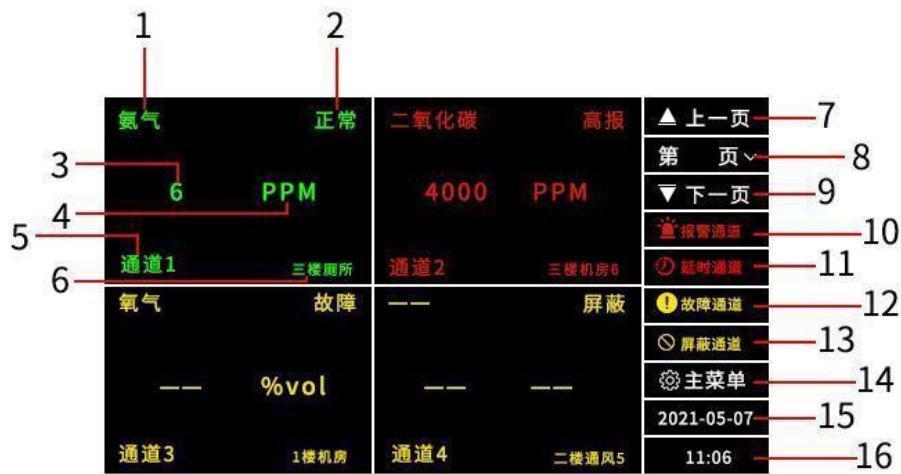 1
2
氨气
正常
3
6
PPM
4
5
通道1
三楼厕所
6
二氧化碳
高报
4000
PPM
通道2
三楼机房6
氧气
故障
——
%vol
通道3
1楼机房
——
屏蔽
——
——
通道4
二楼通风5
上一页
7
第 页
8
下一页
9
报警通道
10
延时通道
11
故障通道
12
屏蔽通道
13
主菜单
14
2021-05-07
15
11:06
16